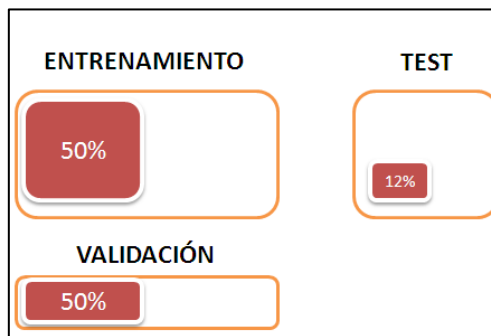 ENTRENAMIENTO
TEST
50%
12%
VALIDACIÓN
50%